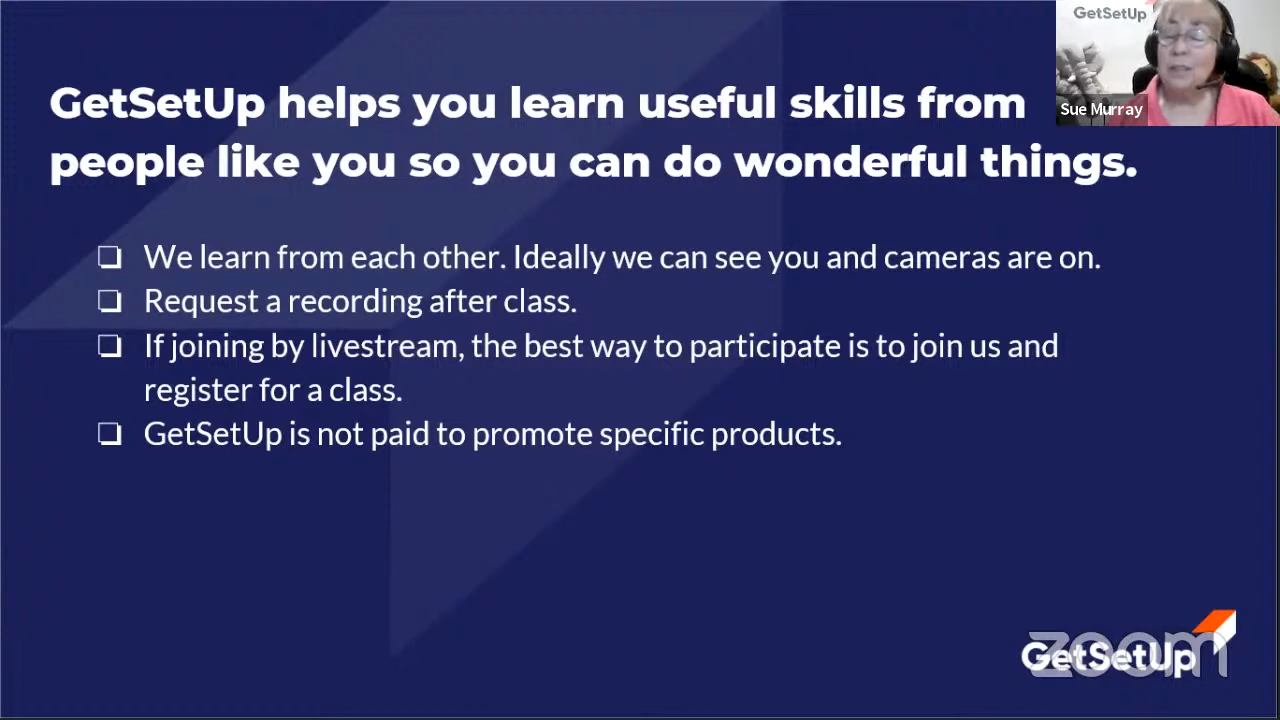 GetSetUp
Sue Murray
GetSetUp helps you learn useful skills from
people like you so you can do wonderful things.
❏ We learn from each other. Ideally we can see you and cameras are on.
❏ Request a recording after class.
❏ If joining by livestream, the best way to participate is to join us and
register for a class.
❏ GetSetUp is not paid to promote specific products.
zoom
GetSetUp